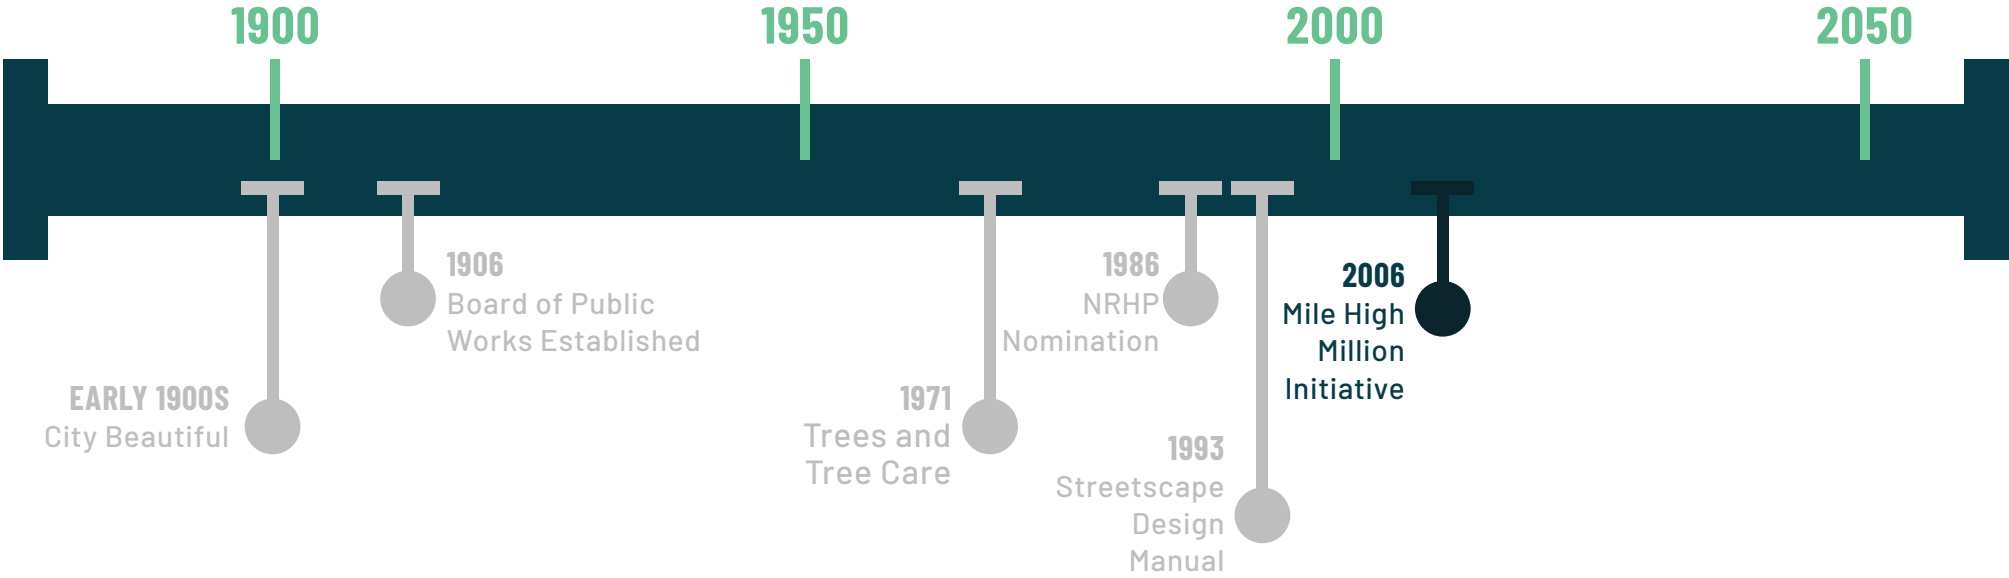 1900
1950
2000
2050
EARLY 1900S
City Beautiful
1906
Board of Public
Works Established
1971
Trees and
Tree Care
1986
NRHP
Nomination
1993
Streetscape
Design
Manual
2006
Mile High
Million
Initiative